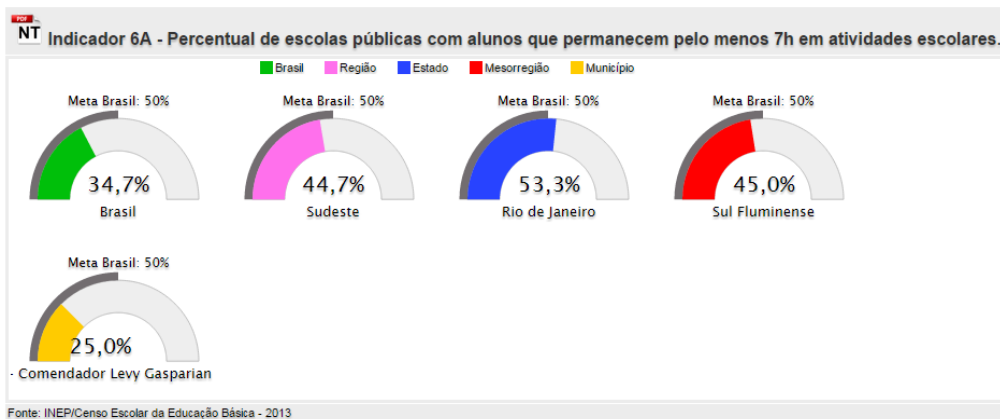 PDF
NT Indicador 6A - Percentual de escolas públicas com alunos que permecem pelo menos 7h em atividades escolares.
Brasil Região Estado Mesorregião Município
Meta Brasil: 50% Meta Brasil: 50% Meta Brasil: 50% Meta Brasil: 50%
34,7% 44,7% 53,3% 45,0%
Brasil Sudeste Rio de Janeiro Sul Fluminense
Meta Brasil: 50%
25,0%
- Comendador Levy Gasparian
Fonte: INEP/Censo Escolar da Educação Básica - 2013